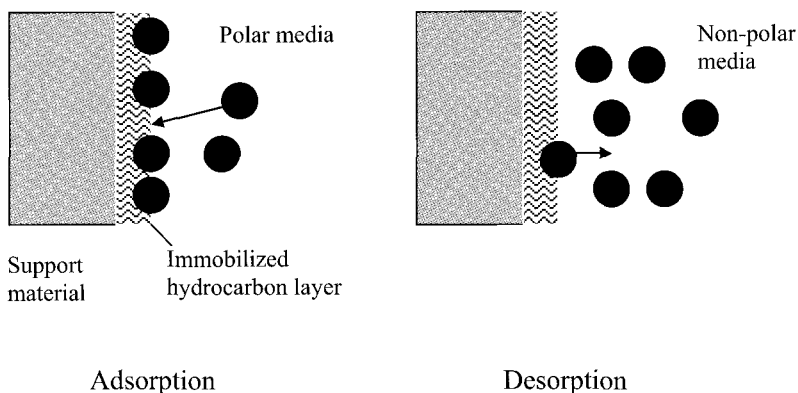 Polar media
Non-polar
media
Support
material
Immobilized
hydrocarbon layer
Adsorption
Desorption